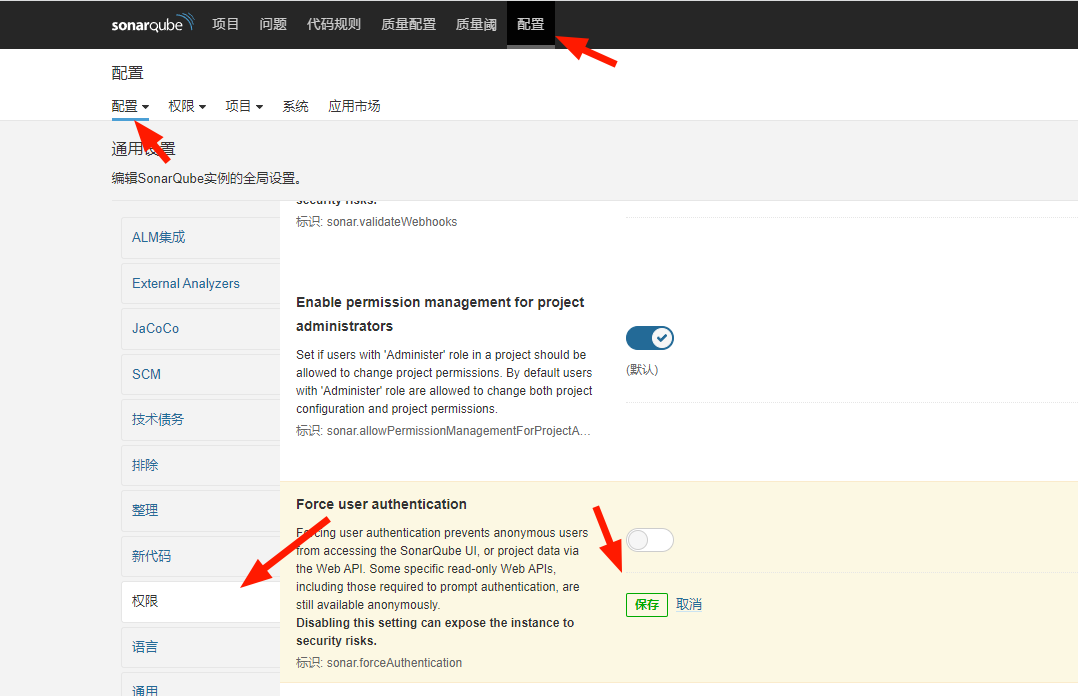 sonarqube 项目 问题 代码规则 质量配置 质量阈 配置
配置
配置 权限 项目 系统 应用市场
通用设置
编辑SonarQube实例的全局设置。
security risks.
标识: sonar.validateWebhooks
ALM集成
External Analyzers
JaCoCo
SCM
技术债务
排除
整理
新代码
权限
语言
通用
Enable permission management for project
administrators
Set if users with 'Administer' role in a project should be
allowed to change project permissions. By default users
with 'Administer' role are allowed to change both project
configuration and project permissions.
标识: sonar.allowPermissionManagementForProjectA...
(默认)
Force user authentication
Forcing user authentication prevents anonymous users
from accessing the SonarQube UI, or project data via
the Web API. Some specific read-only Web APIs,
including those required to prompt authentication, are
still available anonymously.
Disabling this setting can expose the instance to
security risks.
标识: sonar.forceAuthentication
保存 取消